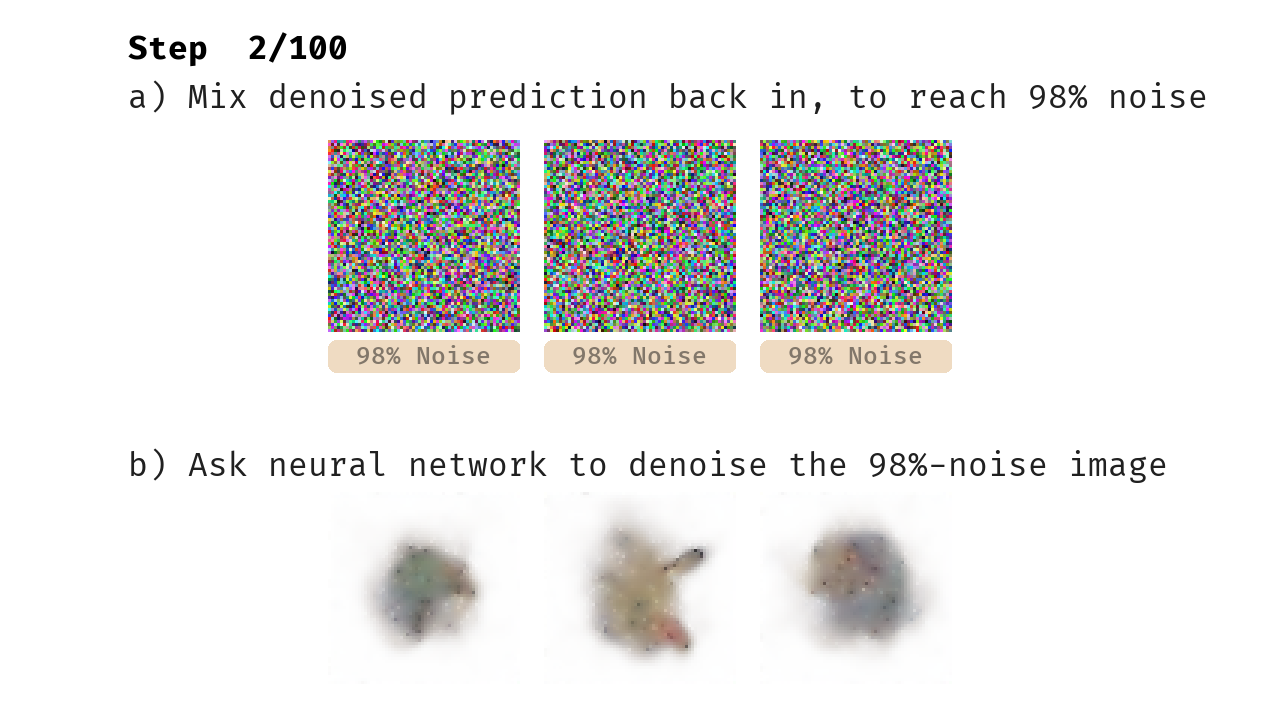 Step  2/100
a) Mix denoised prediction back in, to reach 98% noise
98% Noise
98% Noise
98% Noise
b) Ask neural network to denoise the 98%-noise image